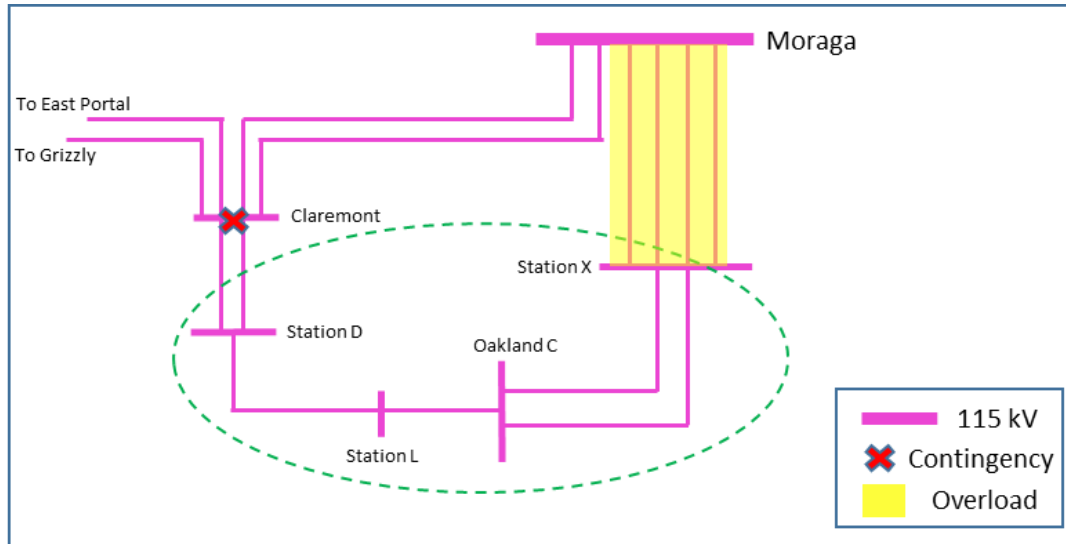 Moraga
To East Portal
To Grizzly
Claremont
Station X
Station D
Oakland C
Station L
115 kV
Contingency
Overload